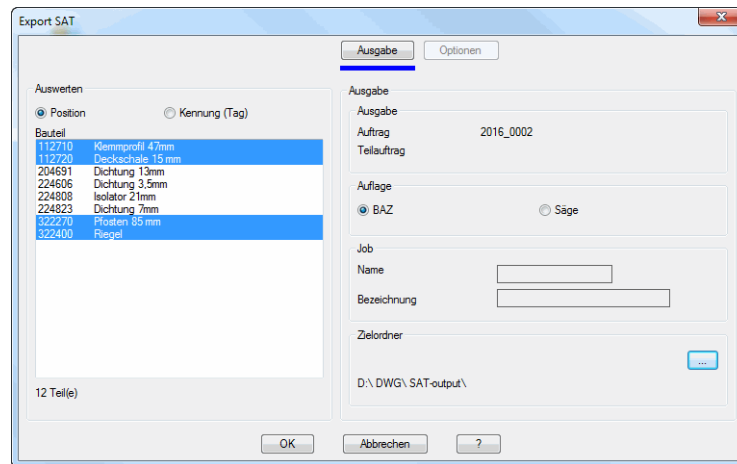 Export SAT
Ausgabe Optionen
Auswerten
Position Kennung (Tag)
Bauteil
112710 Klemmprofil 47mm
112720 Deckschale 15 mm
204691 Dichtung 13mm
224606 Dichtung 3,5mm
224808 Isolator 21mm
224823 Dichtung 7mm
322270 Pfosten 85 mm
322400 Riegel
12 Teil(e)
Ausgabe
Ausgabe
Auftrag 2016_0002
Teilauftrag
Auflage
BAZ Säge
Job
Name
Bezeichnung
Zielordner
...
D:\ DWG\ SAT-output\
OK Abbrechen ?